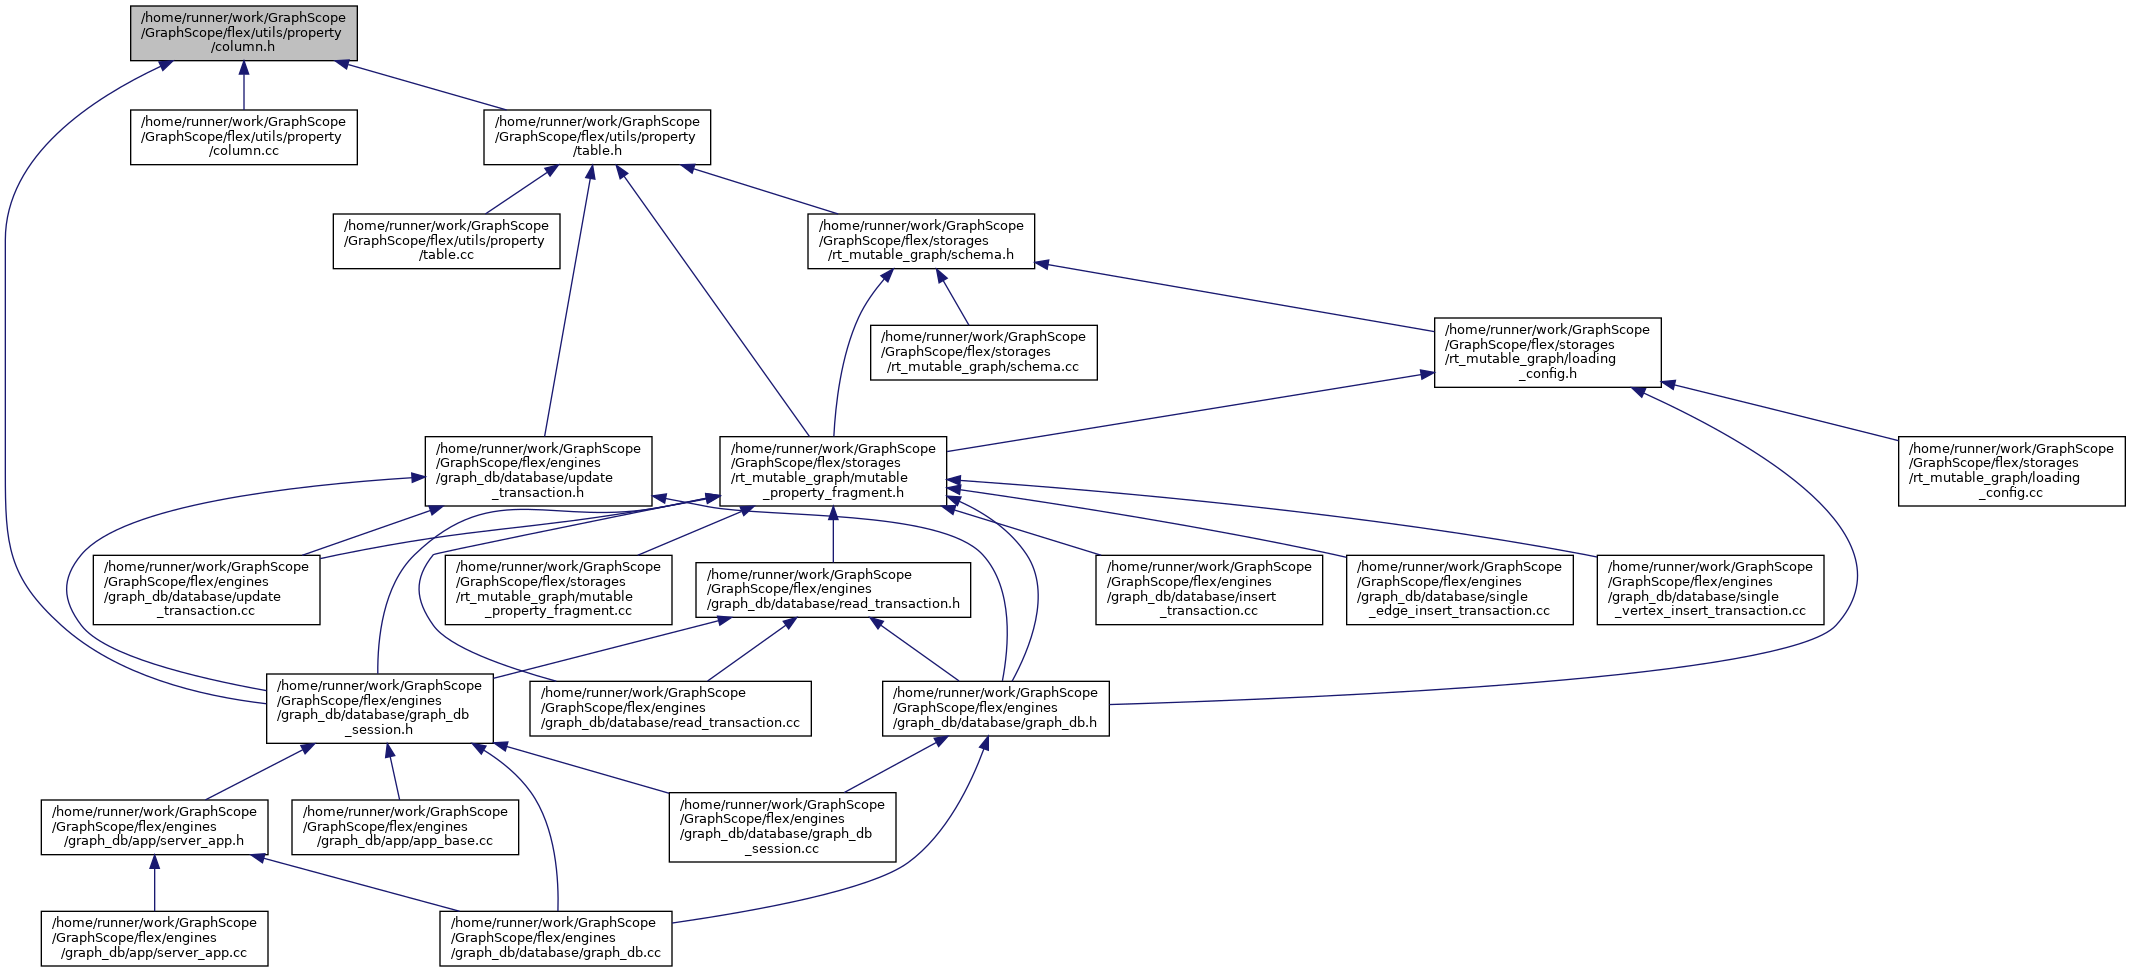 /home/runner/work/GraphScope
/GraphScope/flex/utils/property
/column.h
/home/runner/work/GraphScope
/GraphScope/flex/utils/property
/column.cc
/home/runner/work/GraphScope
/GraphScope/flex/utils/property
/table.h
/home/runner/work/GraphScope
/GraphScope/flex/utils/property
/table.cc
/home/runner/work/GraphScope
/GraphScope/flex/storages
/rt_mutable_graph/schema.h
/home/runner/work/GraphScope
/GraphScope/flex/storages
/rt_mutable_graph/schema.cc
/home/runner/work/GraphScope
/GraphScope/flex/storages
/rt_mutable_graph/loading
_config.h
/home/runner/work/GraphScope
/GraphScope/flex/engines
/graph_db/database/update
_transaction.h
/home/runner/work/GraphScope
/GraphScope/flex/storages
/rt_mutable_graph/mutable
_property_fragment.h
/home/runner/work/GraphScope
/GraphScope/flex/storages
/rt_mutable_graph/loading
_config.cc
/home/runner/work/GraphScope
/GraphScope/flex/engines
/graph_db/database/update
_transaction.cc
/home/runner/work/GraphScope
/GraphScope/flex/storages
/rt_mutable_graph/mutable
_property_fragment.cc
/home/runner/work/GraphScope
/GraphScope/flex/engines
/graph_db/database/read_transaction.h
/home/runner/work/GraphScope
/GraphScope/flex/engines
/graph_db/database/insert
_transaction.cc
/home/runner/work/GraphScope
/GraphScope/flex/engines
/graph_db/database/single
_edge_insert_transaction.cc
/home/runner/work/GraphScope
/GraphScope/flex/engines
/graph_db/database/single
_vertex_insert_transaction.cc
/home/runner/work/GraphScope
/GraphScope/flex/engines
/graph_db/database/graph_db
_session.h
/home/runner/work/GraphScope
/GraphScope/flex/engines
/graph_db/database/read_transaction.cc
/home/runner/work/GraphScope
/GraphScope/flex/engines
/graph_db/database/graph_db.h
/home/runner/work/GraphScope
/GraphScope/flex/engines
/graph_db/app/server_app.h
/home/runner/work/GraphScope
/GraphScope/flex/engines
/graph_db/app/app_base.cc
/home/runner/work/GraphScope
/GraphScope/flex/engines
/graph_db/database/graph_db
_session.cc
/home/runner/work/GraphScope
/GraphScope/flex/engines
/graph_db/app/server_app.cc
/home/runner/work/GraphScope
/GraphScope/flex/engines
/graph_db/database/graph_db.cc